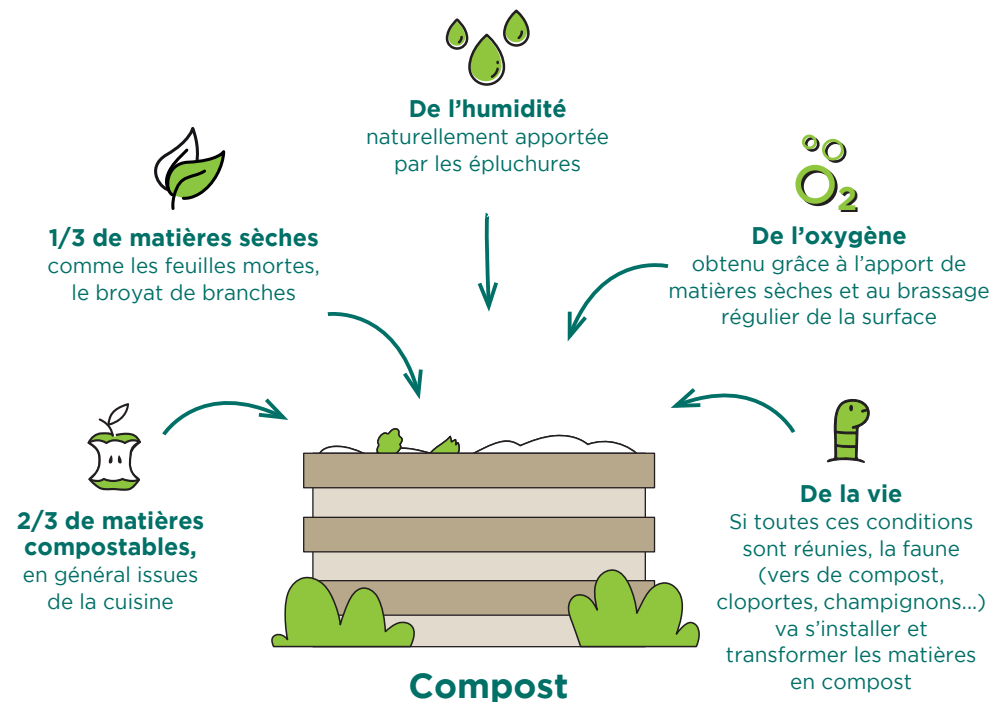 De l’humidité
naturellement apportée
par les épluchures
1/3 de matières sèches
comme les feuilles mortes,
le broyat de branches
O2
De l’oxygène
obtenu grâce à l’apport de
matières sèches et au brassage
régulier de la surface
2/3 de matières
compostables,
en général issues
de la cuisine
De la vie
Si toutes ces conditions
sont réunies, la faune
(vers de compost,
cloportes, champignons...)
va s’installer et
transformer les matières
en compost
Compost